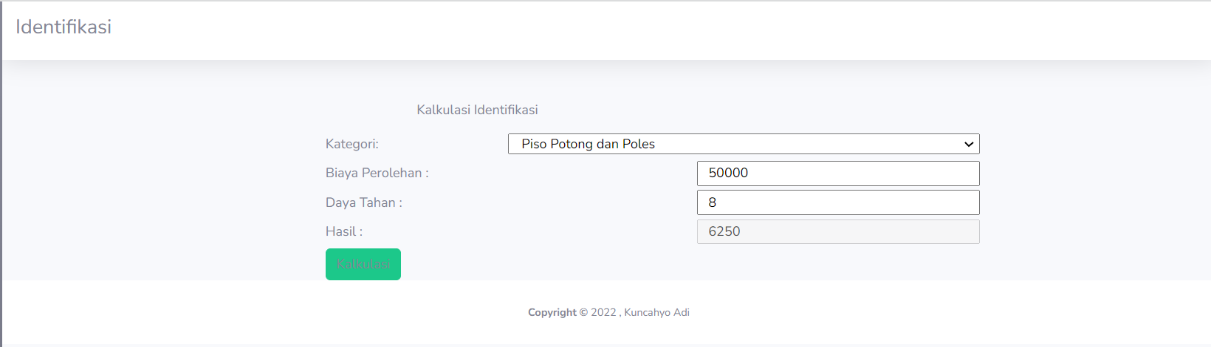 Identifikasi
Kalkulasi Identifikasi
Kategori: Piso Potong dan Poles
Biaya Perolehan : 50000
Daya Tahan : 8
Hasil : 6250
Kalkulasi
Copyright © 2022 , Kuncahyo Adi